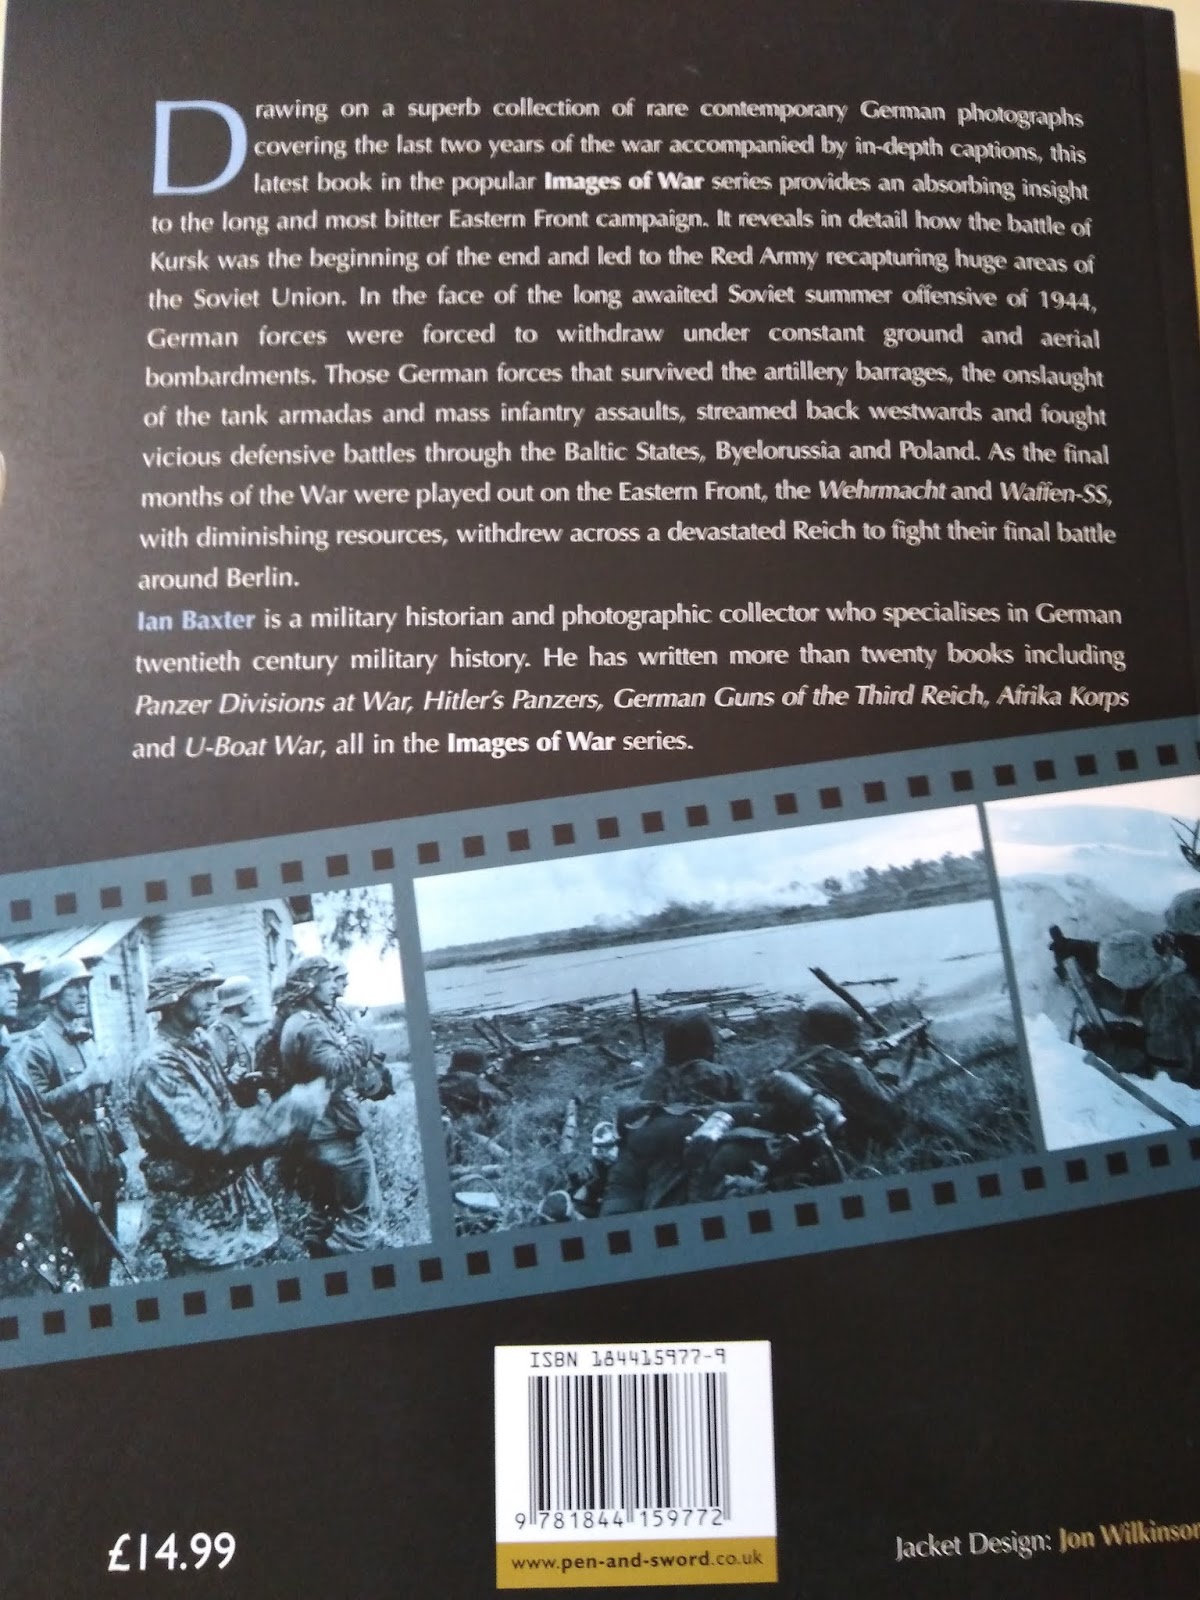 Drawing on a superb collection of rare contemporary German photographs
covering the last two years of the war accompanied by in-depth captions, this
latest book in the popular Images of War series provides an absorbing insight
to the long and most bitter Eastern Front campaign. It reveals in detail how the battle of
Kursk was the beginning of the end and led to the Red Army recapturing huge areas of
the Soviet Union. In the face of the long awaited Soviet summer offensive of 1944,
German forces were forced to withdraw under constant ground and aerial
bombardments. Those German forces that survived the artillery barrages, the onslaught
of the tank armadas and mass infantry assaults, streamed back westwards and fought
vicious defensive battles through the Baltic States, Byelorussia and Poland. As the final
months of the War were played out on the Eastern Front, the Wehrmacht and Waffen-SS,
with diminishing resources, withdrew across a devastated Reich to fight their final battle
around Berlin.
Ian Baxter is a military historian and photographic collector who specialises in German
twentieth century military history. He has written more than twenty books including
Panzer Divisions at War, Hitler's Panzers, German Guns of the Third Reich, Afrika Korps
and U-Boat War, all in the Images of War series.
ISBN 184415977-9
9 781844 159772
www.pen-and-sword.co.uk
£14.99
Jacket Design: Jon Wilkinson